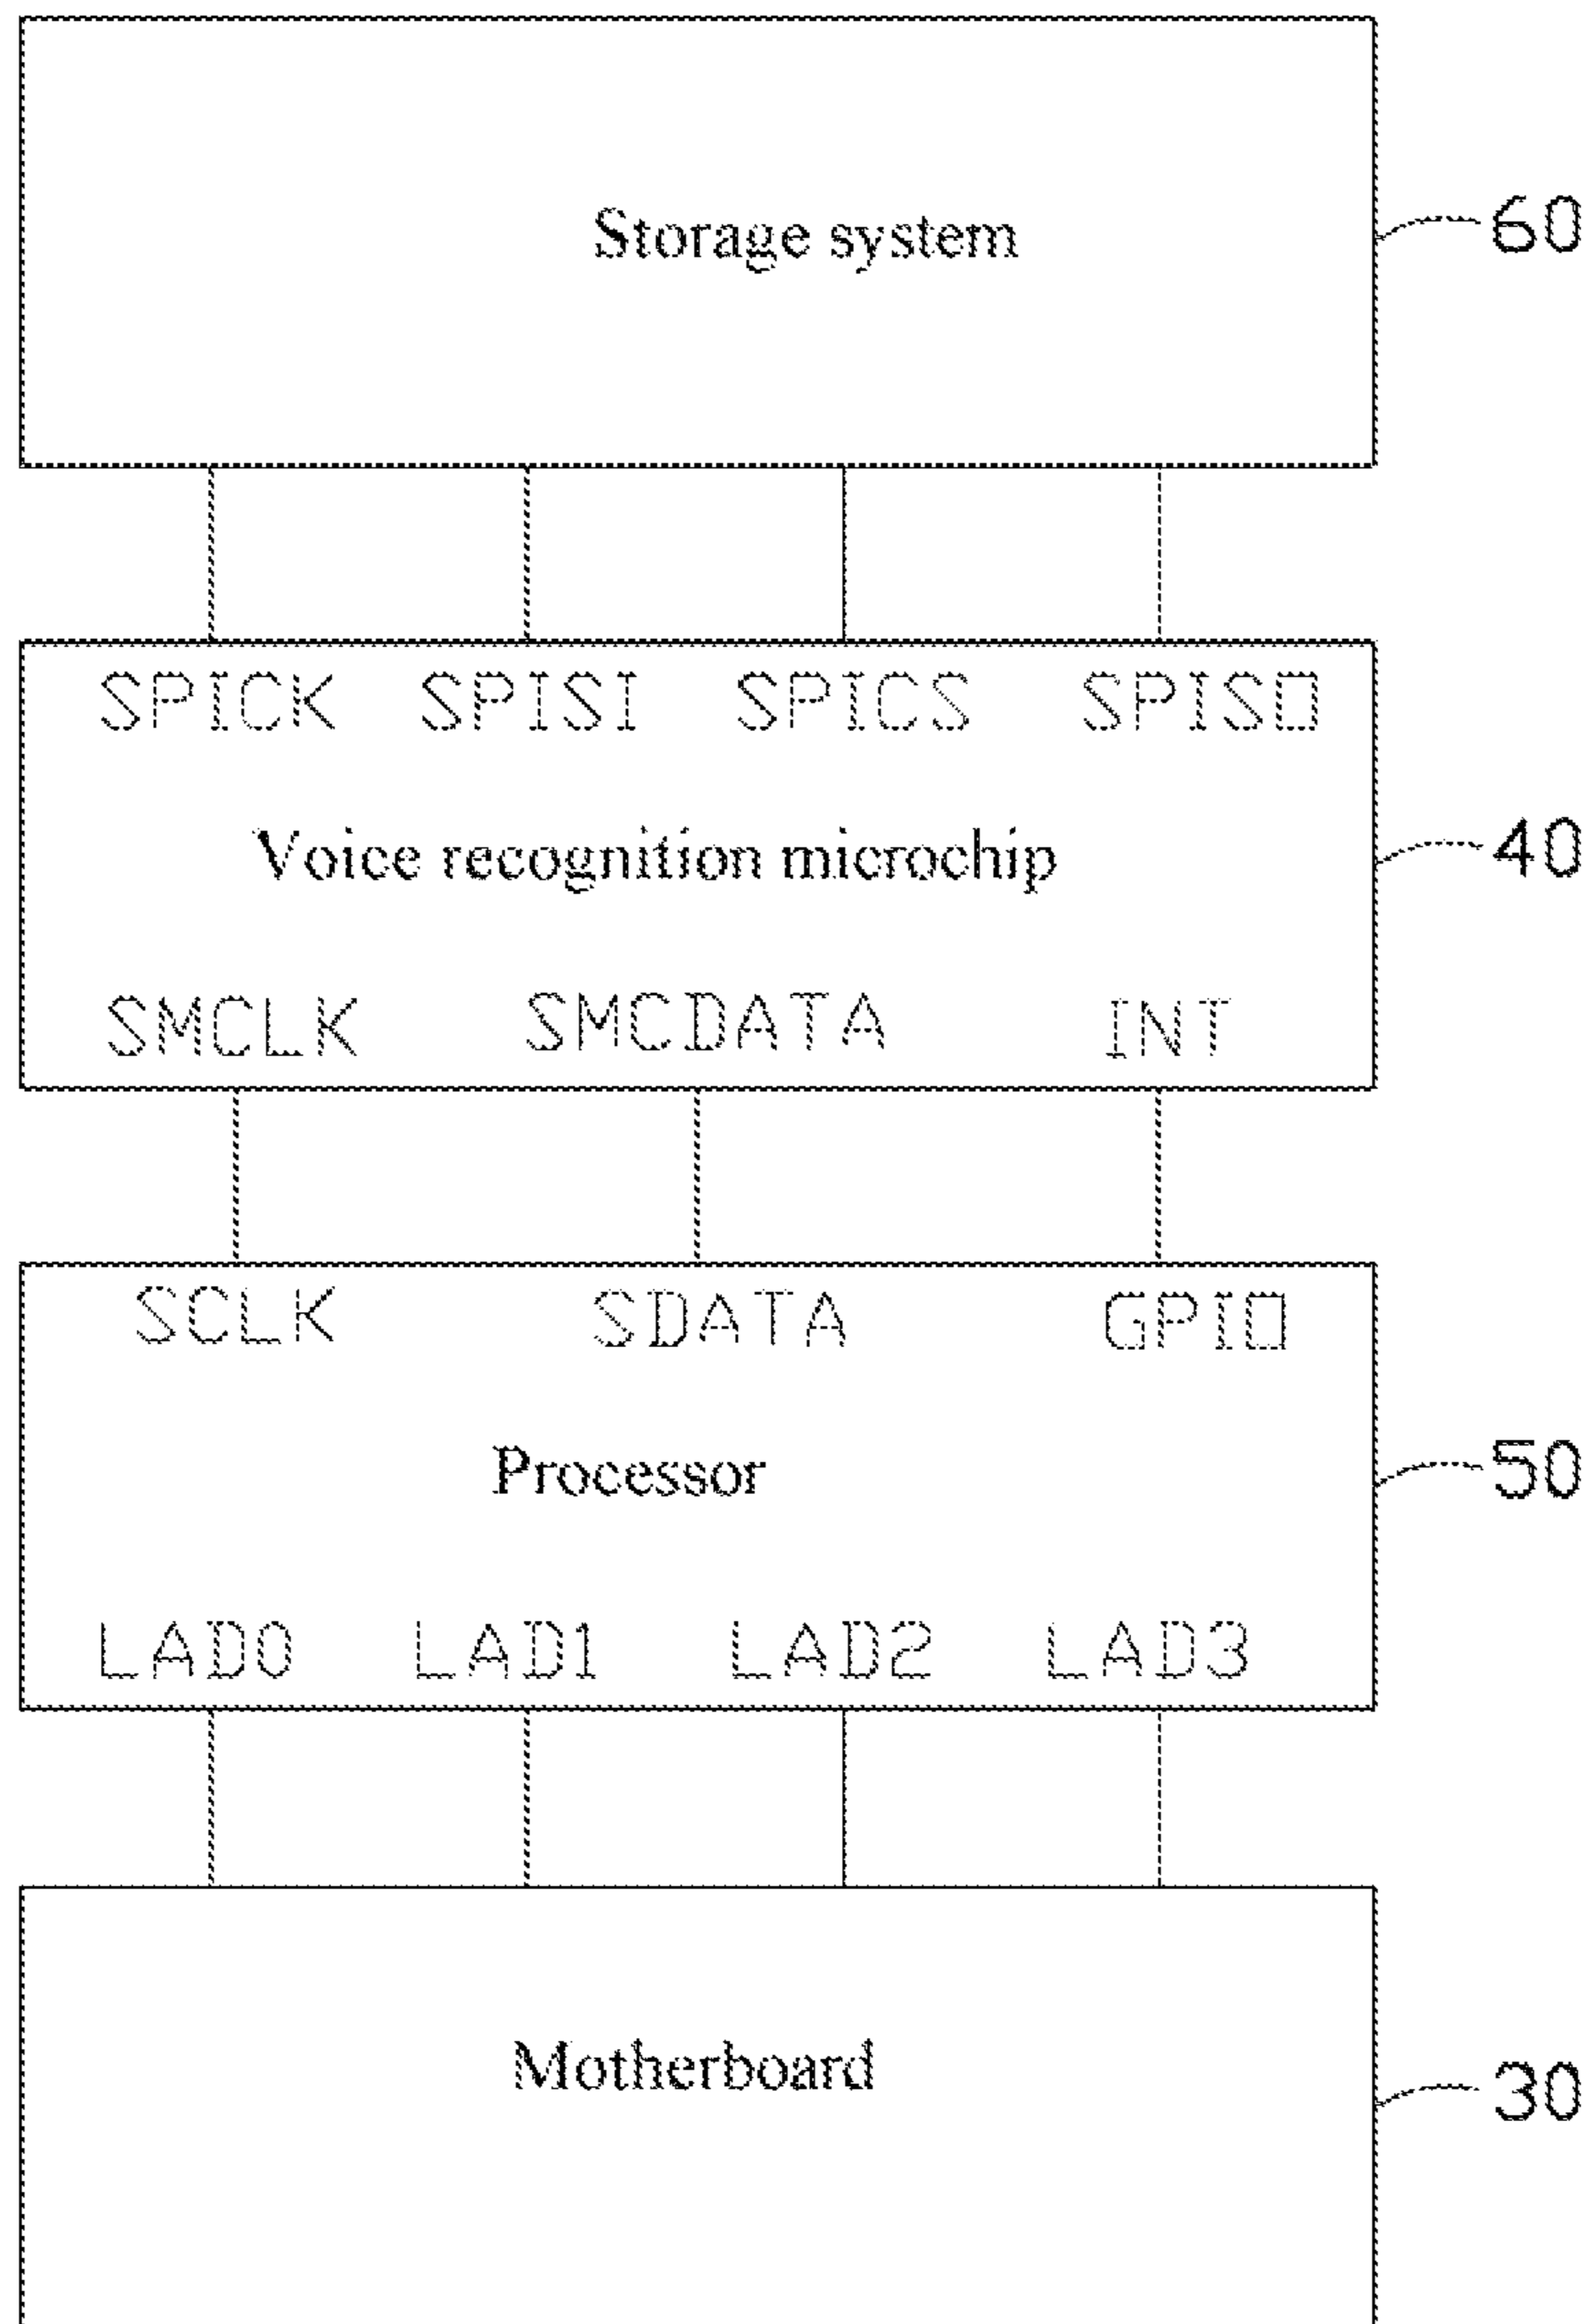 Storage system
60
SPICK SPISI SPICS SPISO
Voice recognition microchip
40
SMCLK SMCDATA INT
SCLK SDATA GPIO
Processor
50
LAD0 LAD1 LAD2 LAD3
Motherboard
30